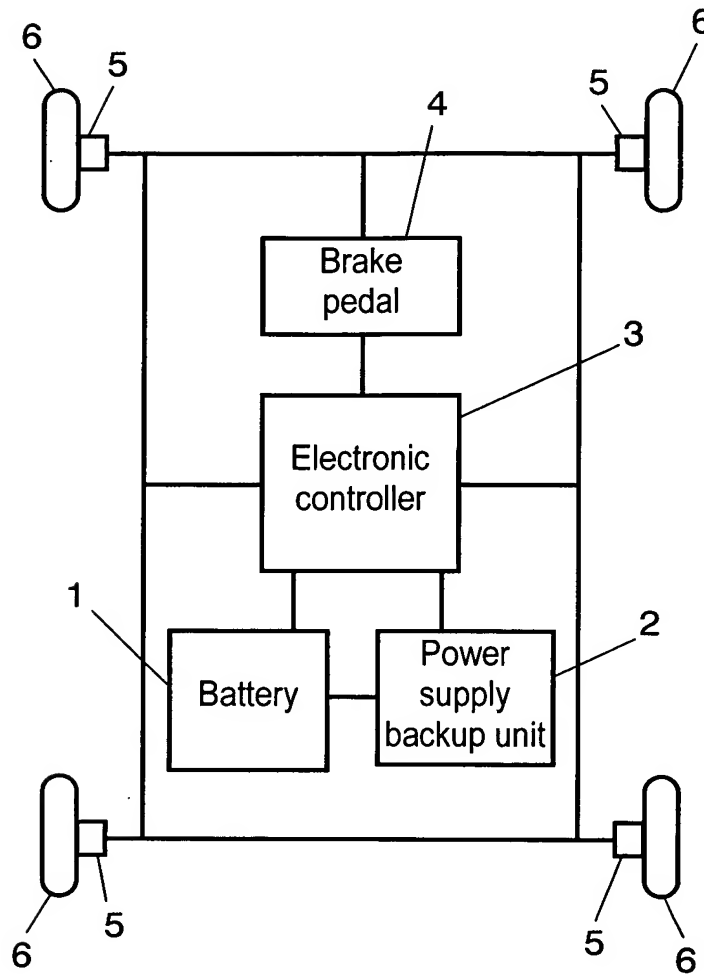 6
5
4
5
6
Brake
pedal
3
Electronic
controller
1
2
Battery
Power
supply
backup unit
6
5
5
6